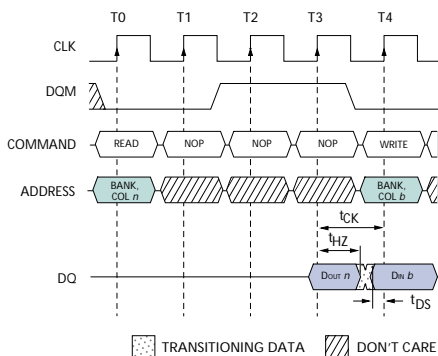 T0 T1 T2 T3 T4
CLK
DQM
COMMAND READ NOP NOP NOP WRITE
ADDRESS BANK, COL n BANK, COL b
tCK
tHZ
DQ DOUT n DIN b
tDS
TRANSITIONING DATA DON'T CARE